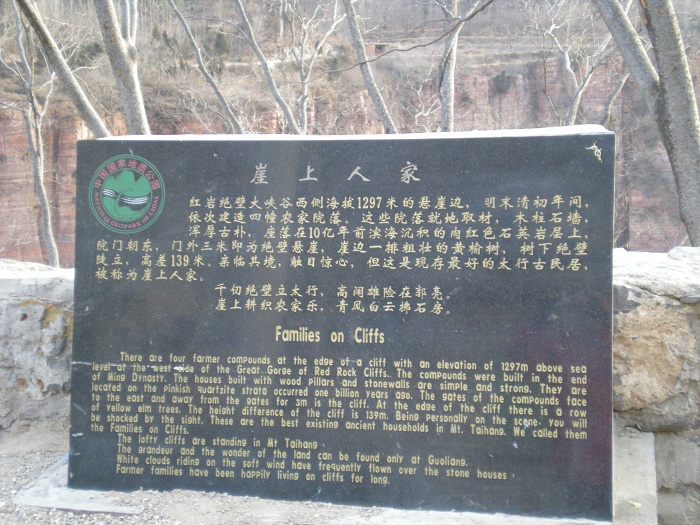 中国国家地质公园
NATIONAL GEOPARK OF CHINA
崖上人家
红岩绝壁大峡谷西侧海拔1297米的悬崖边，明末清初年间，
依次建造四幢农家院落。这些院落就地取材，木柱石墙，
浑厚古朴，座落在10亿年前滨海沉积的肉红色石英岩层上，
院门朝东，门外三米即为绝壁悬崖，崖边一排粗壮的黄榆树，树下绝壁
陡立，高差139米。亲临其境，触目惊心，但这是现存最好的太行古民居，
被称为崖上人家。
千仞绝壁立太行，高阔雄险在郭亮。
崖上耕织农家乐，青风白云拂石房。
Families on Cliffs
There are four farmer compounds at the edge of a cliff with an elevation of 1297m above sea
level at the west side of the Great Gorge of Red Rock Cliffs. The compounds were built in the end
of Ming Dynasty. The houses built with wood Pillars and stonewalls are simple and strong. They are
located on the Pinkish quartzite strata occurred one billion years ago. The gates of the compounds face
to the east and away from the gates for 3m is the cliff. At the edge of the cliff there is a row
of yellow elm trees. The height difference of the cliff is 139m. Being Personally on the scene, you will
be shocked by the sight. These are the best existing ancient households in Mt. Taihang. We called them
the Families on Cliffs.
The lofty cliffs are standing in Mt Taihang.
The grandeur and the wonder of the land can be found only at Guoliang.
White clouds riding on the soft wind have frequently flown over the stone houses.
Farmer families have been happily living on cliffs for long.